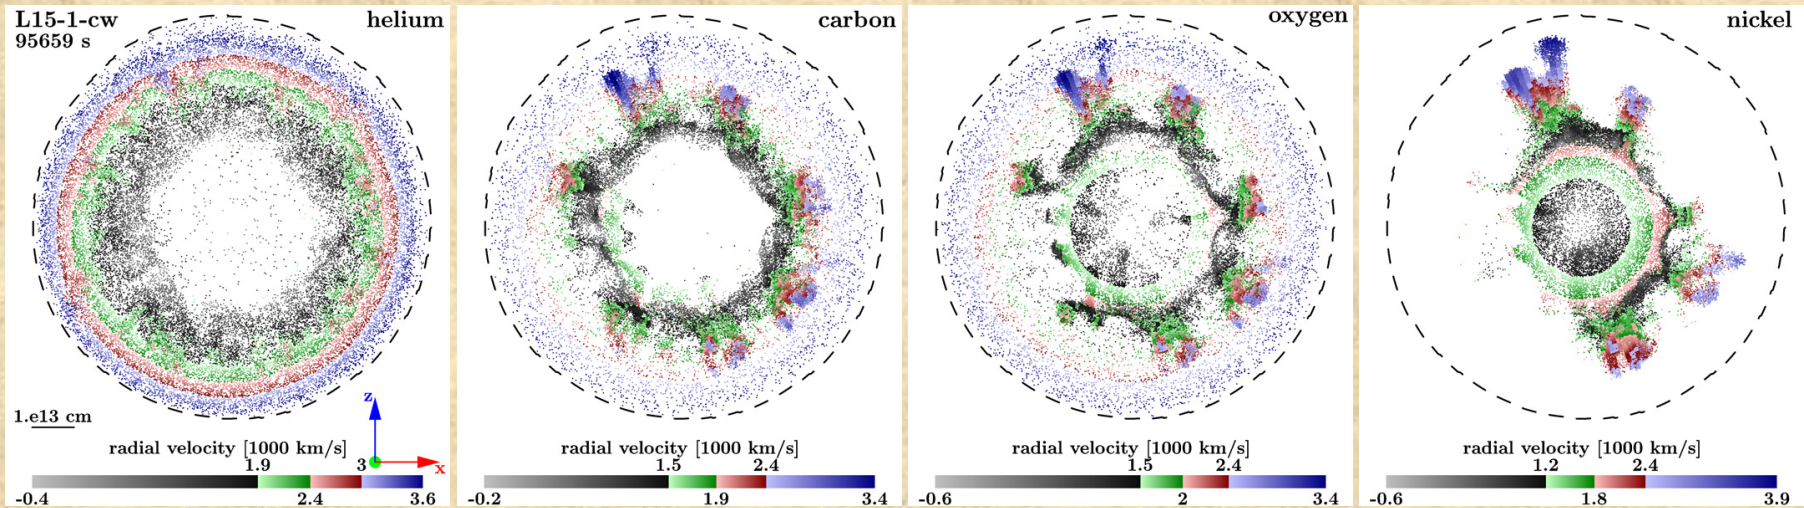 L15-1-cw
95659 s
helium
carbon
oxygen
nickel
1.e13 cm
z
x
radial velocity [1000 km/s]
1.9 3
-0.4 2.4 3.6
radial velocity [1000 km/s]
1.5 2.4
-0.2 1.9 3.4
radial velocity [1000 km/s]
1.5 2.4
-0.6 2 3.4
radial velocity [1000 km/s]
1.2 2.4
-0.6 1.8 3.9